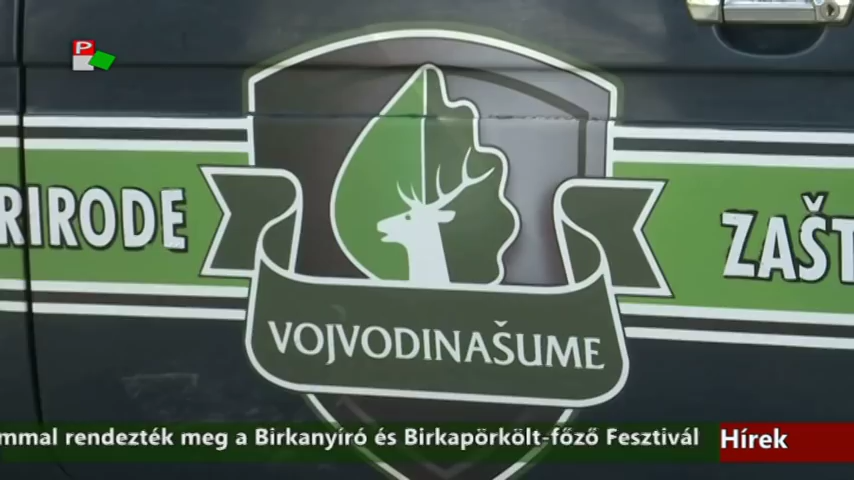 P
RIRODE
ZAŠT
VOJVODINAŠUME
mmal rendezték meg a Birkanyíró és Birkapörkölt-főző Fesztivál
Hírek